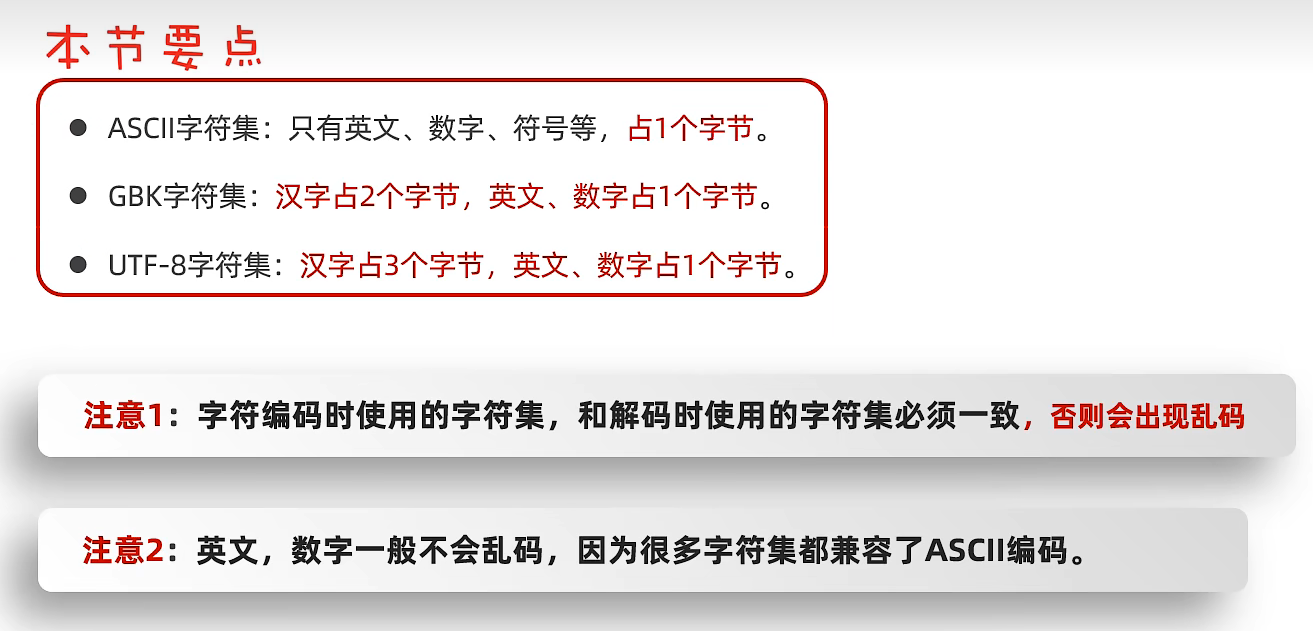 本节要点
● ASCII字符集：只有英文、数字、符号等，占1个字节。
● GBK字符集：汉字占2个字节，英文、数字占1个字节。
● UTF-8字符集：汉字占3个字节，英文、数字占1个字节。
注意1：字符编码时使用的字符集，和解码时使用的字符集必须一致，否则会出现乱码
注意2：英文，数字一般不会乱码，因为很多字符集都兼容了ASCII编码。